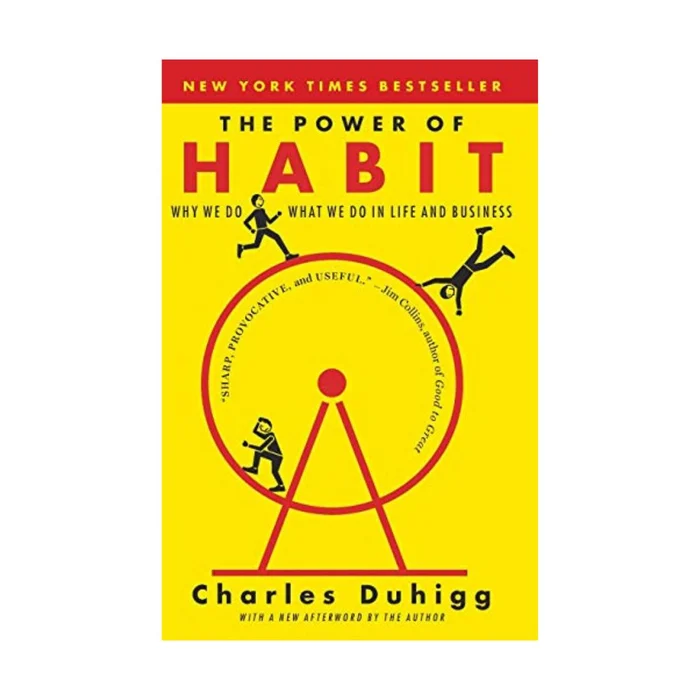 NEW YORK TIMES BESTSELLER
THE POWER OF
HABIT
WHY WE DO WHAT WE DO IN LIFE AND BUSINESS
"SHARP, PROVOCATIVE, and USEFUL." –Jim Collins, author of Good to Great
Charles Duhigg
WITH A NEW AFTERWORD BY THE AUTHOR